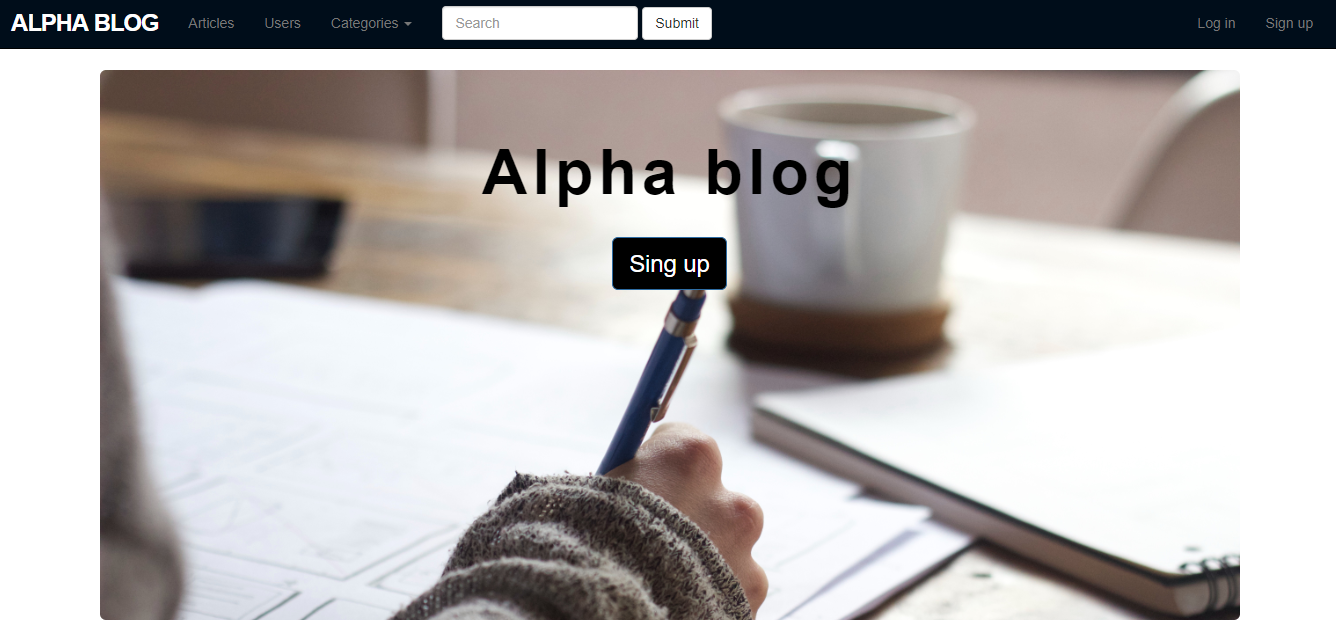 ALPHA BLOG Articles Users Categories Search Submit Log in Sign up
Alpha blog
Sing up